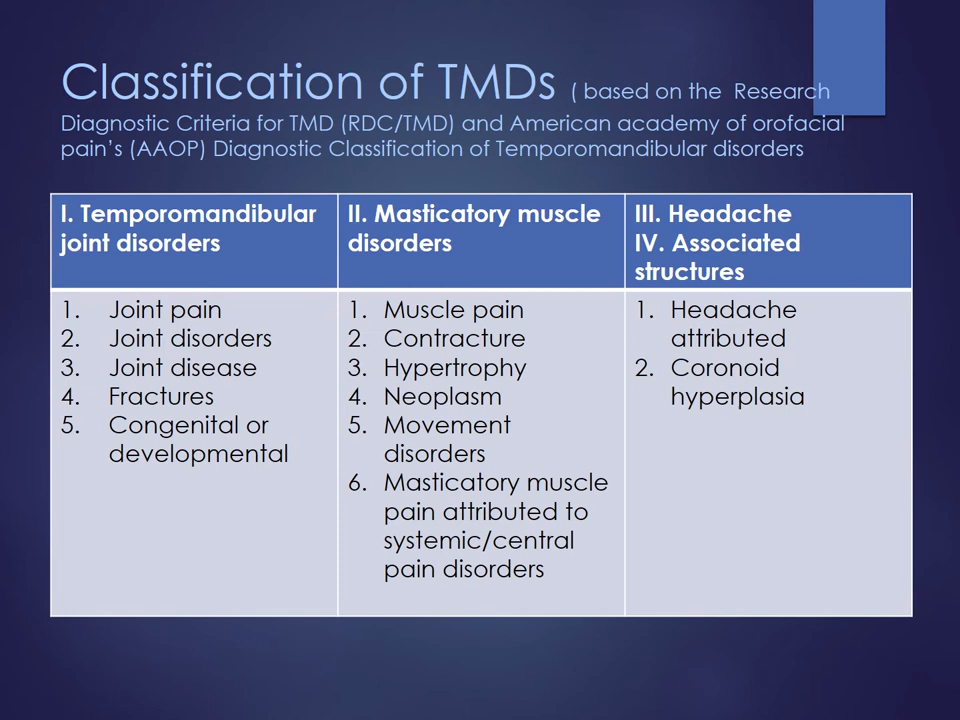 Classification of TMDs ( based on the Research
Diagnostic Criteria for TMD (RDC/TMD) and American academy of orofacial
pain's (AAOP) Diagnostic Classification of Temporomandibular disorders
I. Temporomandibular
joint disorders
1. Joint pain
2. Joint disorders
3. Joint disease
4. Fractures
5. Congenital or
developmental
II. Masticatory muscle
disorders
1. Muscle pain
2. Contracture
3. Hypertrophy
4. Neoplasm
5. Movement
disorders
6. Masticatory muscle
pain attributed to
systemic/central
pain disorders
III. Headache
IV. Associated
structures
1. Headache
attributed
2. Coronoid
hyperplasia